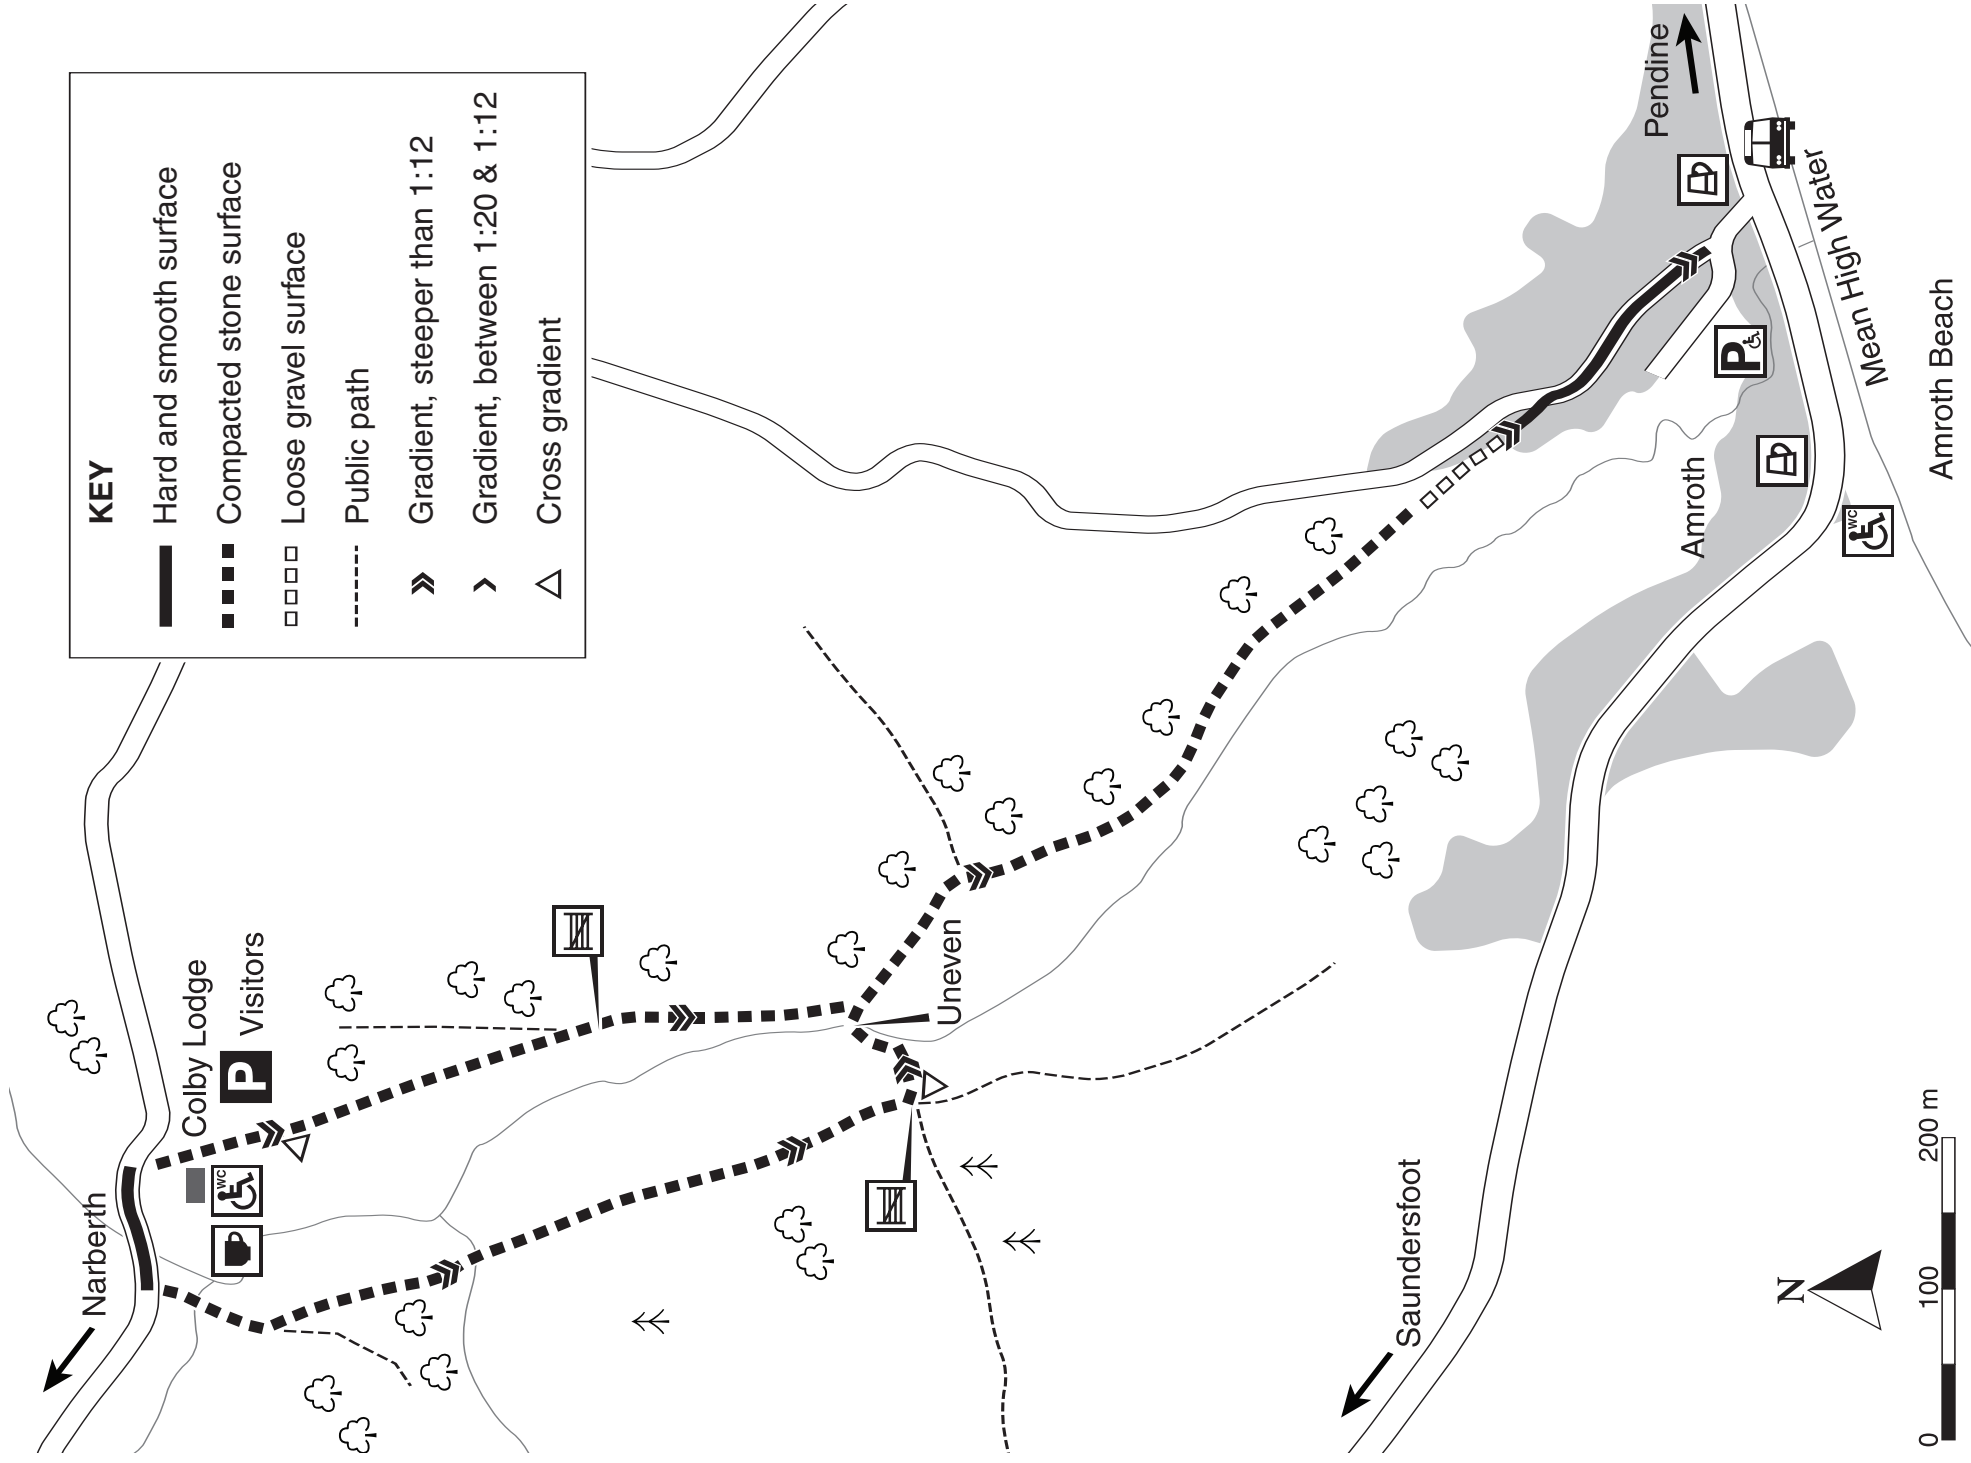 KEY
Hard and smooth surface
Compacted stone surface
Loose gravel surface
Public path
Gradient, steeper than 1:12
Gradient, between 1:20 & 1:12
Cross gradient
Narberth
Colby Lodge
P
Visitors
WC
Uneven
Pendine
Mean High Water
P
Amroth
WC
Amroth Beach
Saundersfoot
N
0 100 200 m